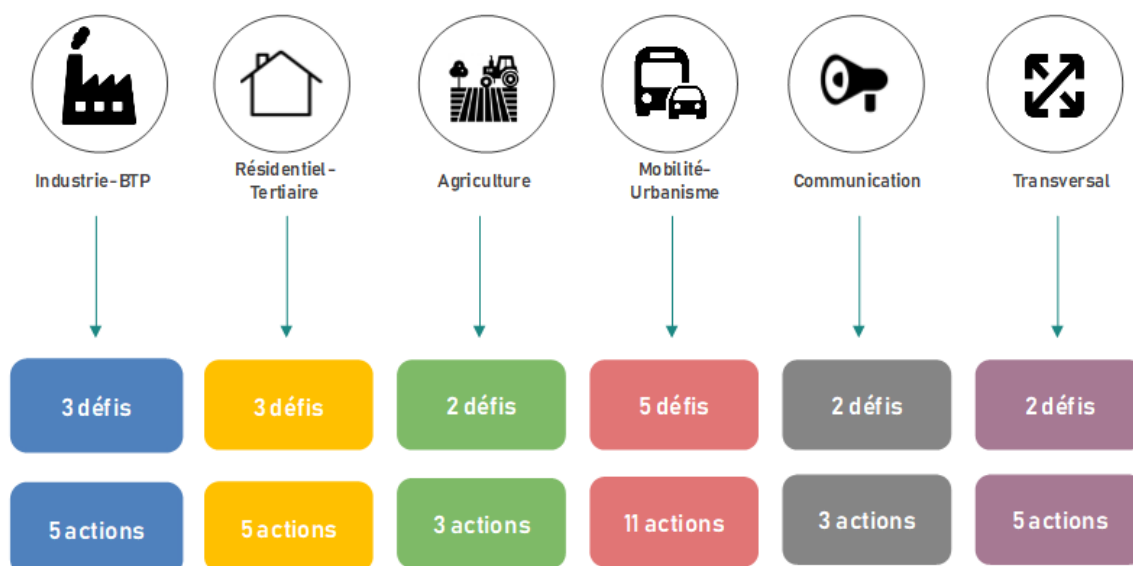 Industrie-BTP
Résidentiel-
Tertiaire
Agriculture
Mobilité-
Urbanisme
Communication
Transversal
3 défis
3 défis
2 défis
5 défis
2 défis
2 défis
5 actions
5 actions
3 actions
11 actions
3 actions
5 actions